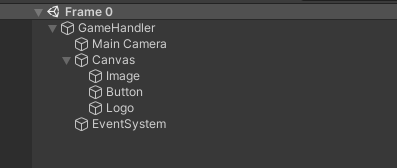 Frame 0
GameHandler
Main Camera
Canvas
Image
Button
Logo
EventSystem